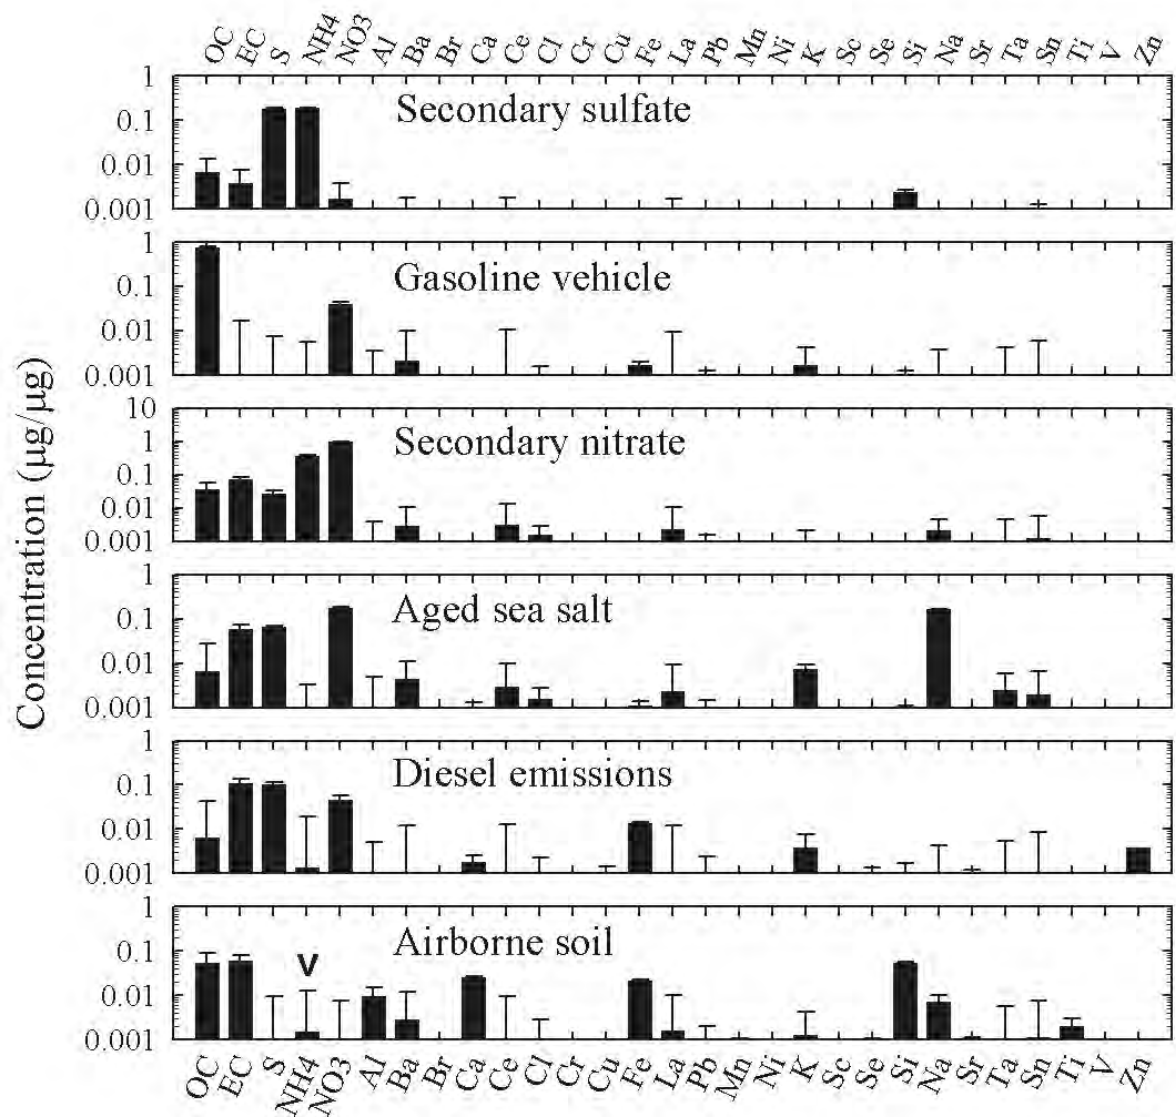 OC EC S NH4 NO3 Al Ba Br Ca Ce Cl Cr Cu Fe La Pb Mn Ni K Sc Se Si Na Sr Ta Sn Ti V Zn
1
Secondary sulfate
0.1
0.01
0.001
1
Gasoline vehicle
0.1
0.01
0.001
10
Secondary nitrate
1
0.1
0.01
0.001
1
Aged sea salt
0.1
0.01
0.001
1
Diesel emissions
0.1
0.01
0.001
1
Airborne soil
0.1
V
0.01
0.001
OC EC S NH4 NO3 Al Ba Br Ca Ce Cl Cr Cu Fe La Pb Mn Ni K Sc Se Si Na Sr Ta Sn Ti V Zn
Concentration (µg/µg)